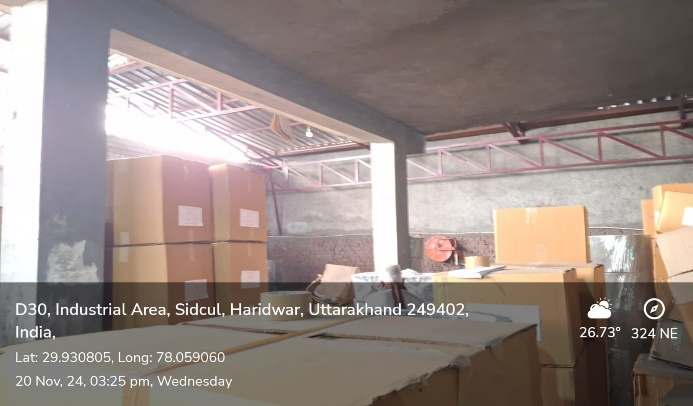 D30, Industrial Area, Sidcul, Haridwar, Uttarakhand 249402,
India,
Lat: 29.930805, Long: 78.059060
20 Nov, 24, 03:25 pm, Wednesday
26.73° 324 NE